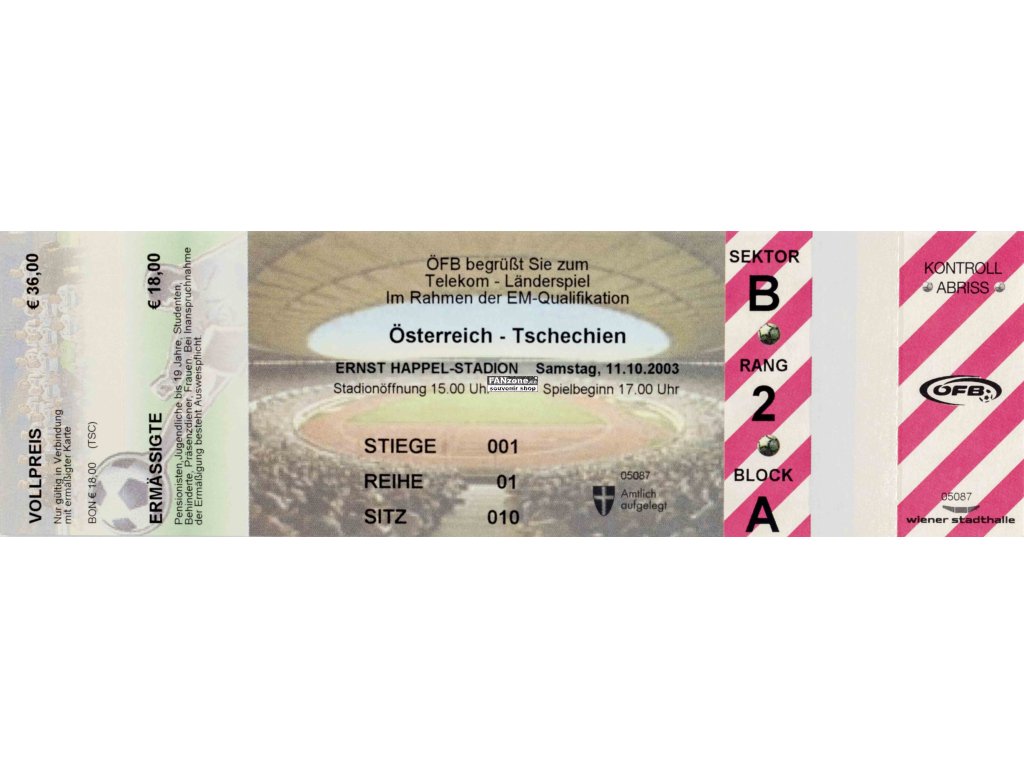 VOLLPREIS € 36,00
Nur gültig in Verbindung
mit ermäßigter Karte
BON € 18,00 (TSC)
ERMÄSSIGTE € 18,00
Pensionisten,Jugendliche bis 19 Jahre, Studenten,
Behinderte, Präsenzdiener, Frauen Bei Inanspruchnahme
der Ermäßigung besteht Ausweispflicht.
ÖFB begrüßt Sie zum
Telekom - Länderspiel
Im Rahmen der EM-Qualifikation
Österreich - Tschechien
ERNST HAPPEL-STADION Samstag, 11.10.2003
Stadionöffnung 15.00 Uh. Spielbeginn 17.00 Uhr
FANzone
souvenir shop
STIEGE 001
REIHE 01
SITZ 010
05087
Amtlich
aufgelegt
SEKTOR
B
RANG
2
BLOCK
A
KONTROLL
ABRISS
ÖFB
05087
wiener stadthalle